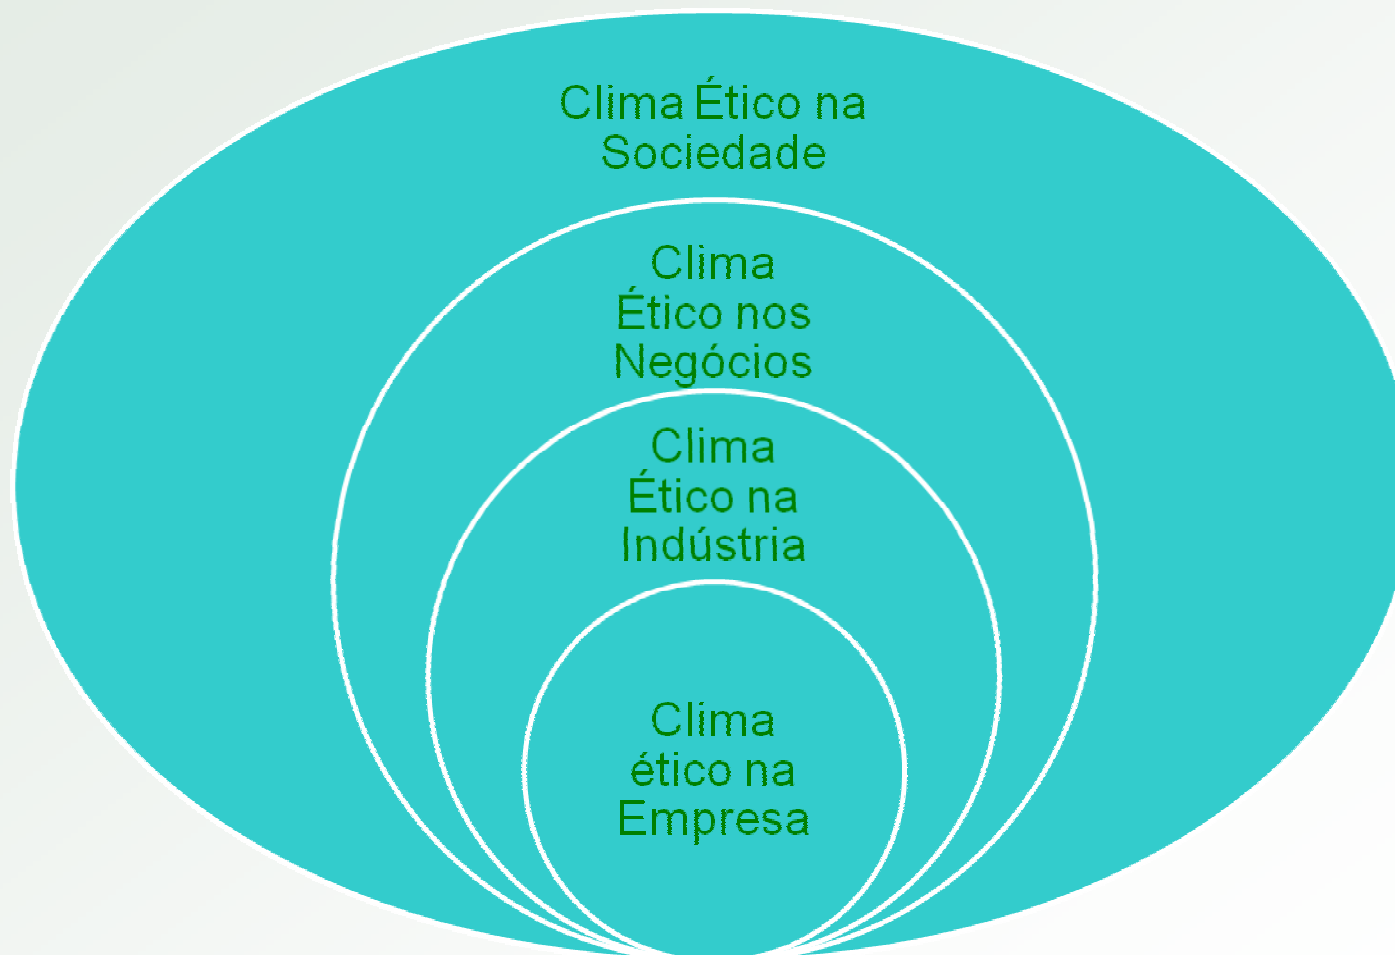 Clima Ético na
Sociedade
Clima
Ético nos
Negócios
Clima
Ético na
Indústria
Clima
ético na
Empresa